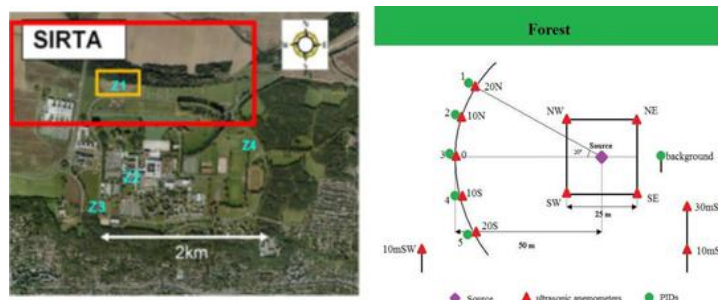 SIRTA
N
W
E
S
Z1
Z4
Z2
Z3
2km
Forest
1
20N
2
10N
NW
NE
Source
3
0
20°
background
4
10S
SW
SE
30mS
5
20S
25 m
50 m
10mSW
10mS
Source
ultrasonic anemometers
PIDs